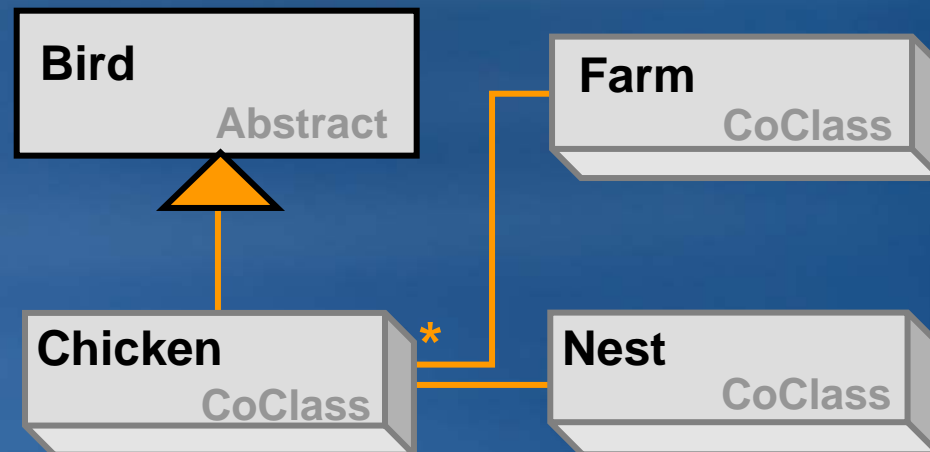 Bird
Abstract
Farm
CoClass
Chicken
CoClass
*
Nest
CoClass